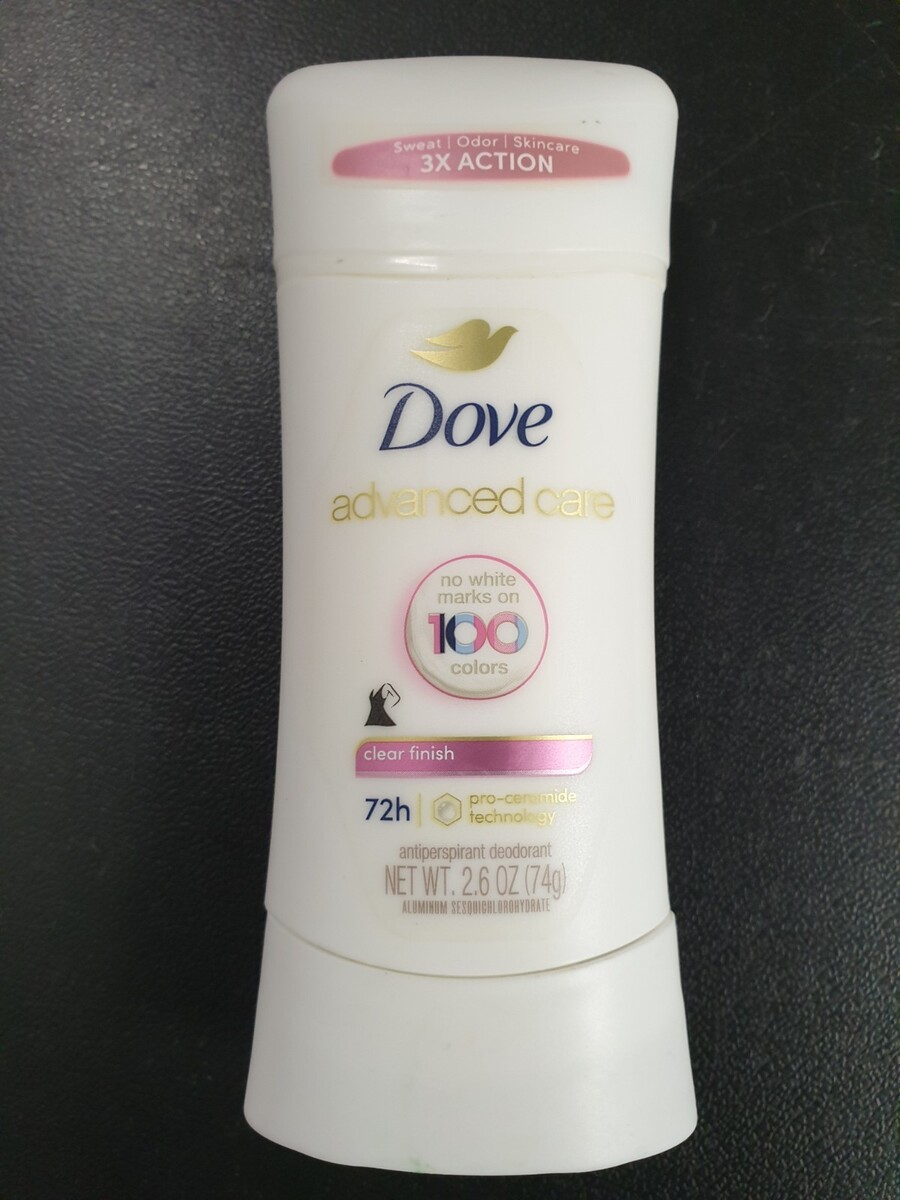 Sweat | Odor | Skincare
3X ACTION
Dove
advanced care
no white
marks on
100
colors
clear finish
72h | pro-ceramide
technology
antiperspirant deodorant
NET WT. 2.6 OZ (74g)
ALUMINUM SESQUICHLOROHYDRATE